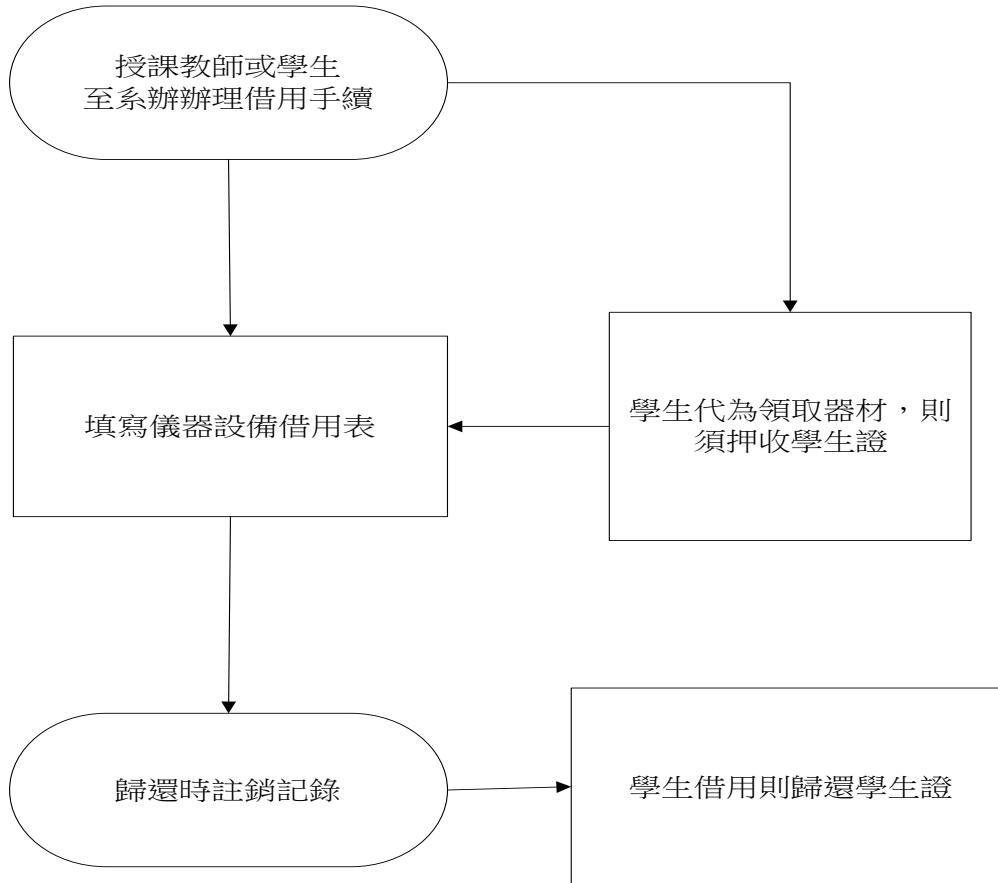 授課教師或學生
至系辦辦理借用手續
填寫儀器設備借用表
學生代為領取器材，則
須押收學生證
歸還時註銷記錄
學生借用則歸還學生證